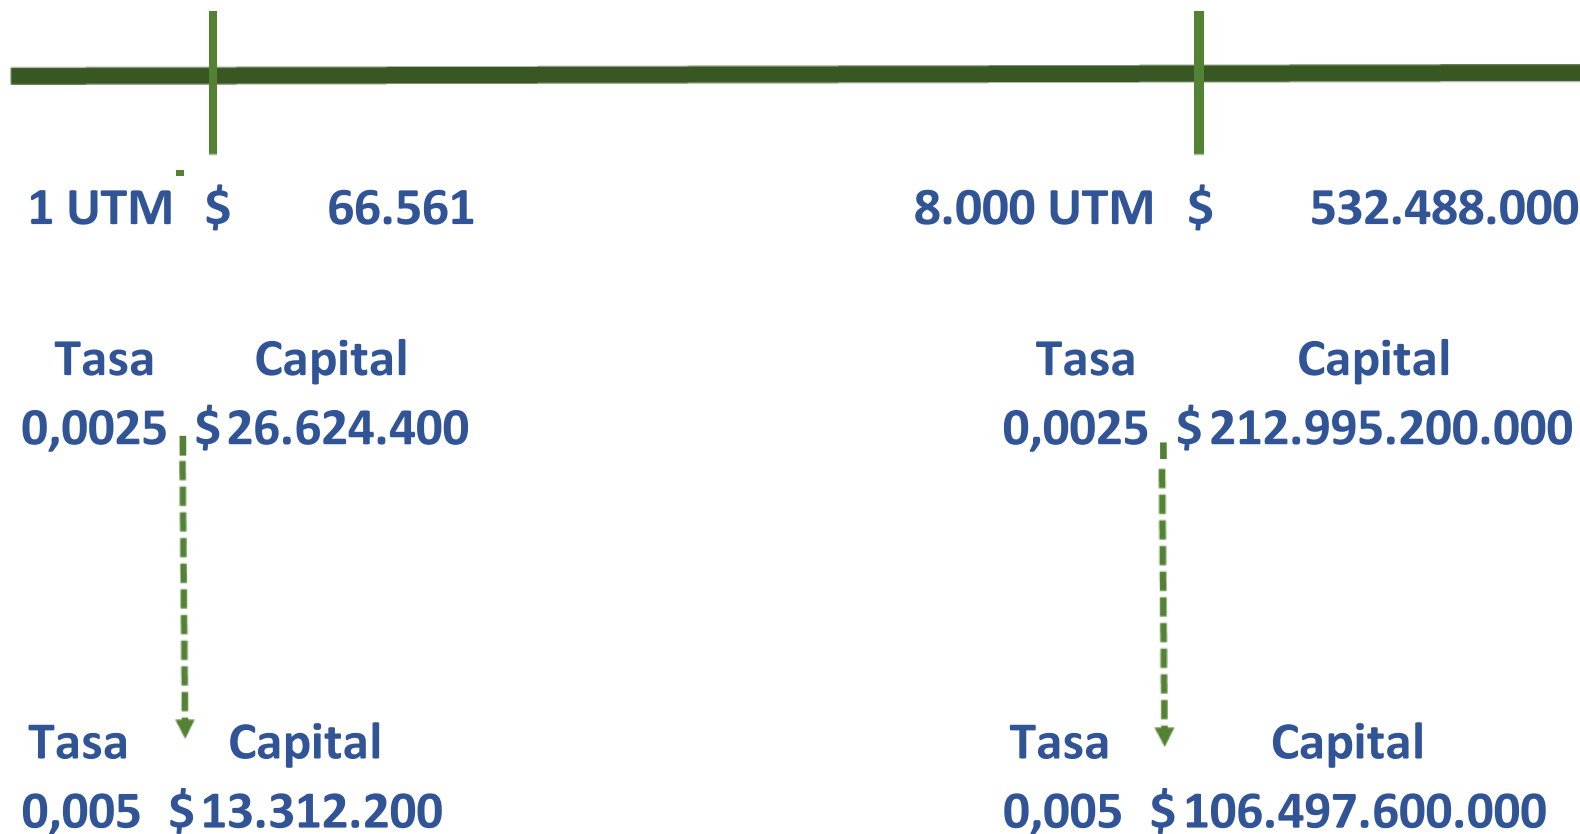 1 UTM $ 66.561 8.000 UTM $ 532.488.000
Tasa Capital Tasa Capital
0,0025 $ 26.624.400 0,0025 $ 212.995.200.000
Tasa Capital Tasa Capital
0,005 $ 13.312.200 0,005 $ 106.497.600.000